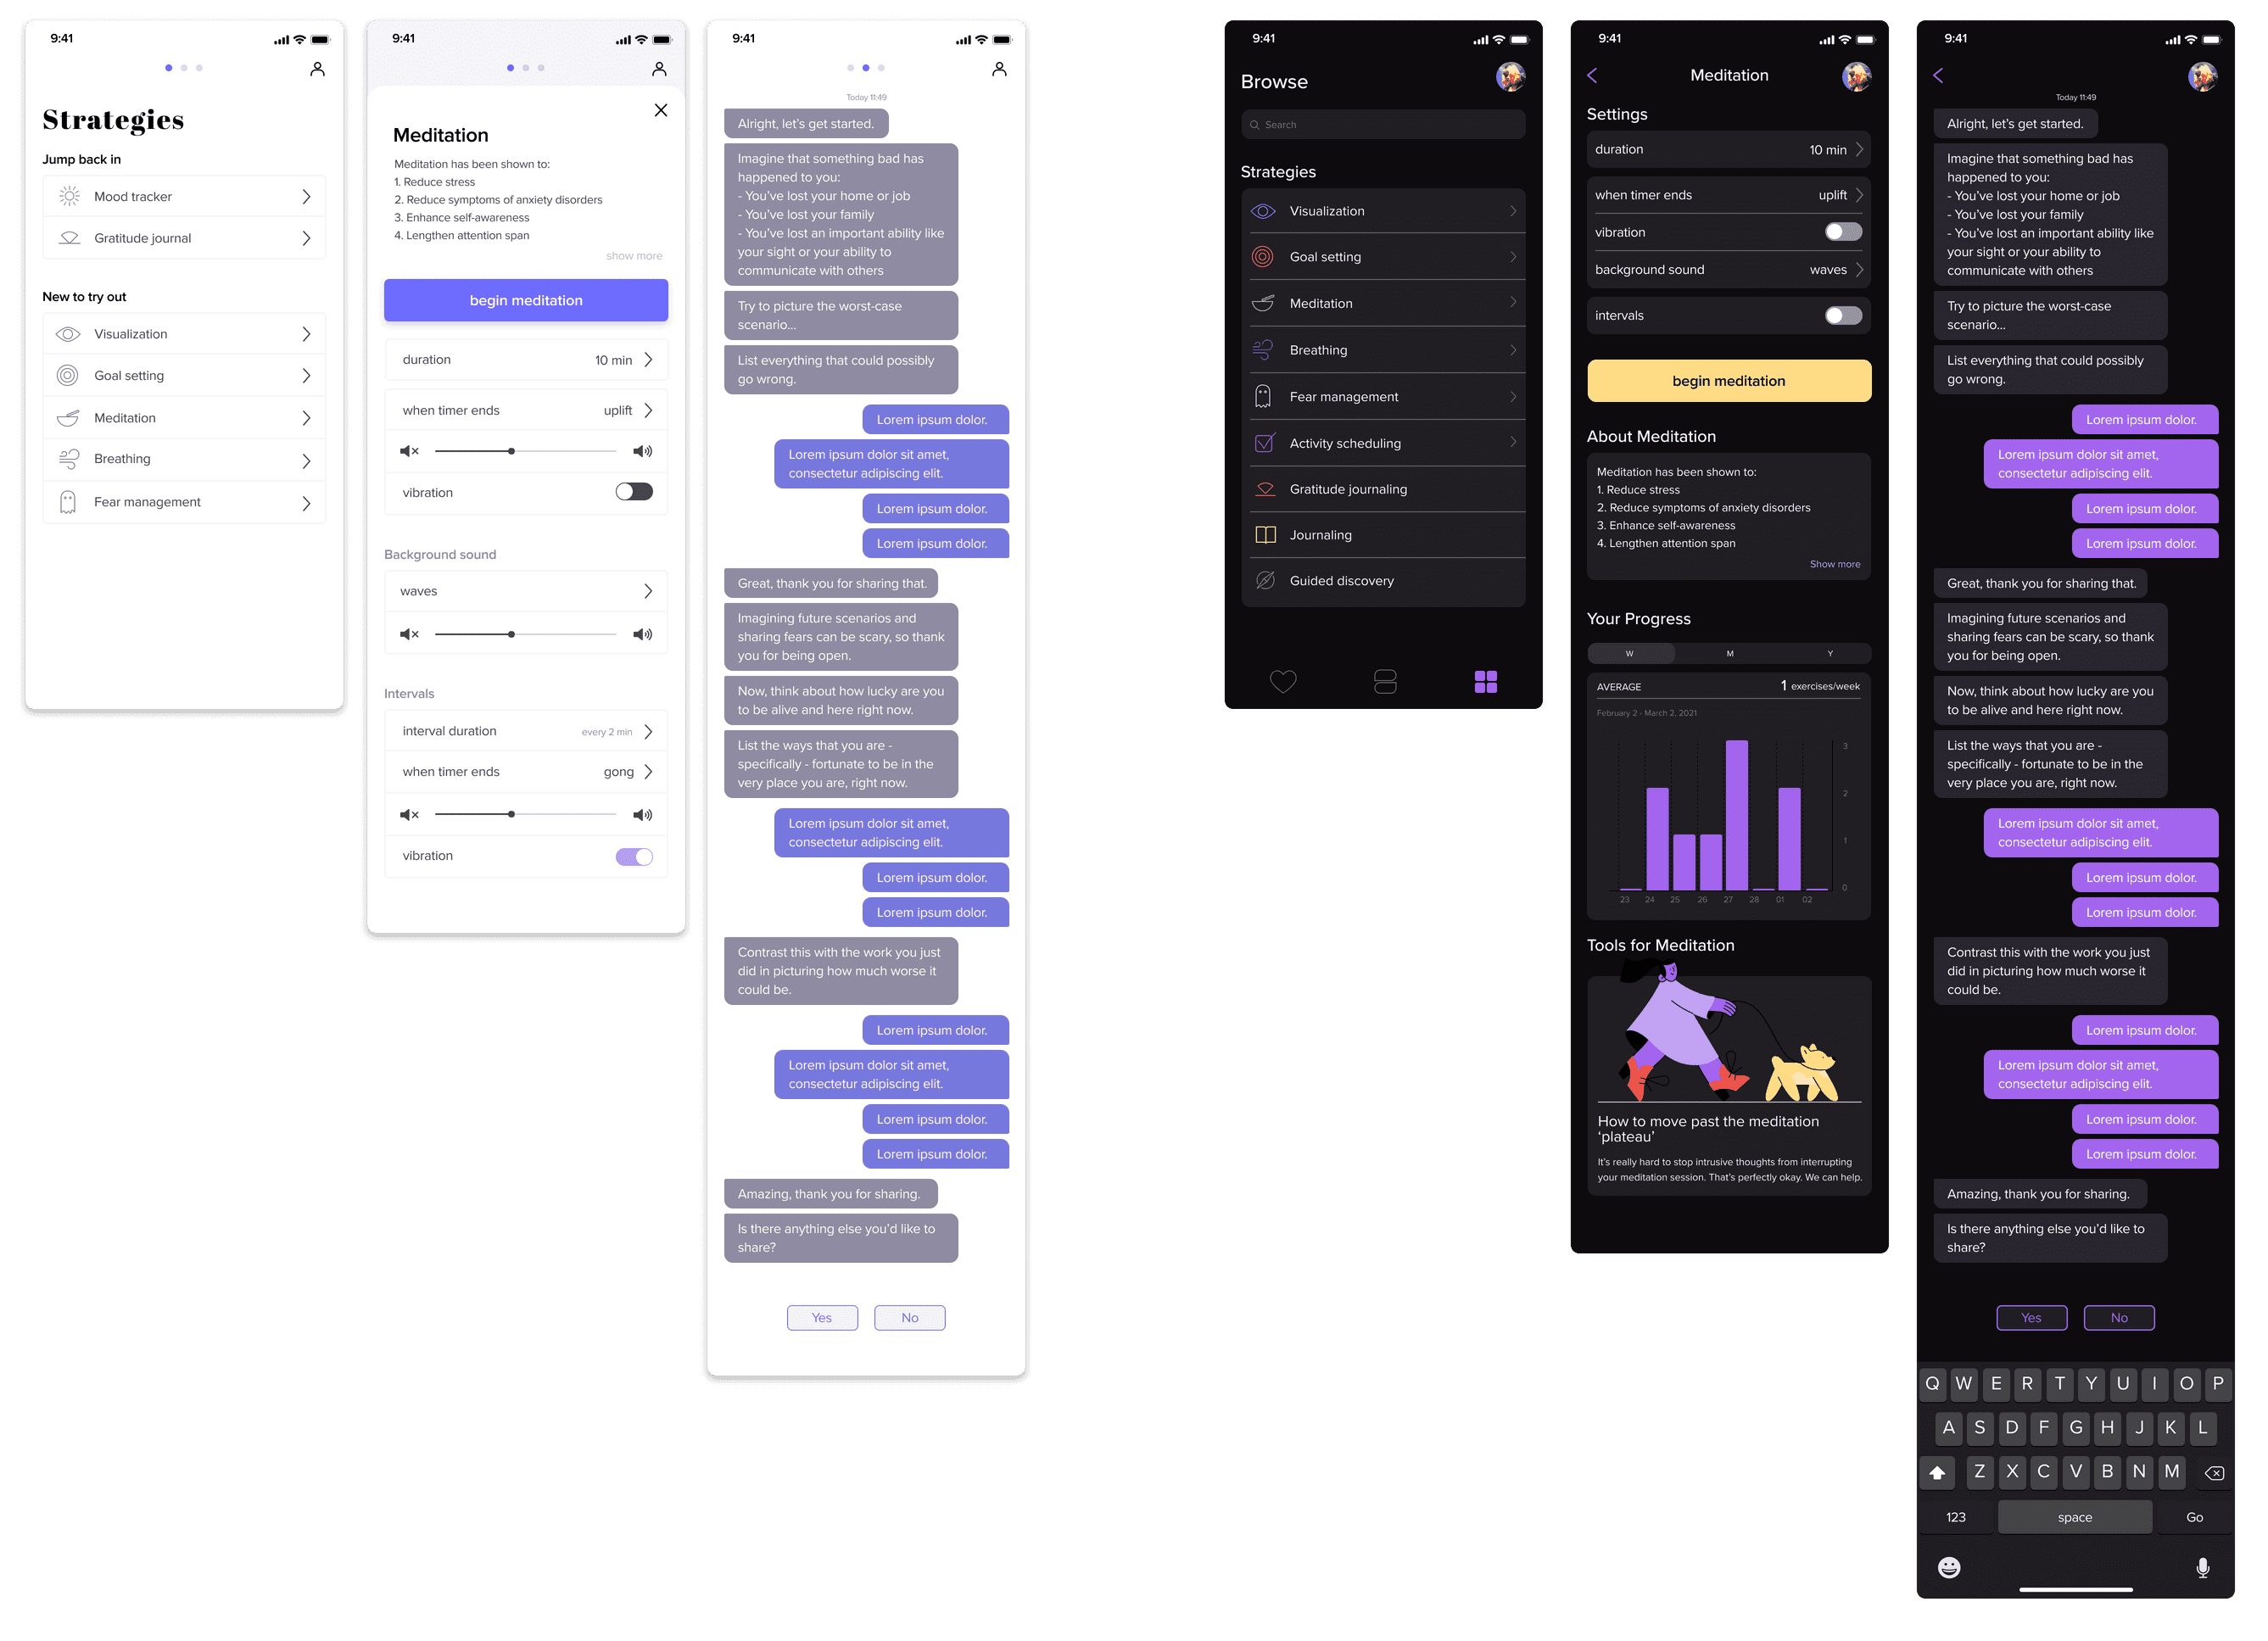 9:41
Strategies
Jump back in
Mood tracker
Gratitude journal
New to try out
Visualization
Goal setting
Meditation
Breathing
Fear management
9:41
Meditation
Meditation has been shown to:
1. Reduce stress
2. Reduce symptoms of anxiety disorders
3. Enhance self-awareness
4. Lengthen attention span
show more
begin meditation
duration 10 min
when timer ends uplift
vibration
Background sound
waves
Intervals
interval duration every 2 min
when timer ends gong
vibration
9:41
Today 11:49
Alright, let's get started.
Imagine that something bad has
happened to you:
- You've lost your home or job
- You've lost your family
- You've lost an important ability like
your sight or your ability to
communicate with others
Try to picture the worst-case
scenario...
List everything that could possibly
go wrong.
Lorem ipsum dolor.
Lorem ipsum dolor sit amet,
consectetur adipiscing elit.
Lorem ipsum dolor.
Lorem ipsum dolor.
Great, thank you for sharing that.
Imagining future scenarios and
sharing fears can be scary, so thank
you for being open.
Now, think about how lucky are you
to be alive and here right now.
List the ways that you are -
specifically - fortunate to be in the
very place you are, right now.
Lorem ipsum dolor sit amet,
consectetur adipiscing elit.
Lorem ipsum dolor.
Lorem ipsum dolor.
Contrast this with the work you just
did in picturing how much worse it
could be.
Lorem ipsum dolor.
Lorem ipsum dolor sit amet,
consectetur adipiscing elit.
Lorem ipsum dolor.
Lorem ipsum dolor.
Amazing, thank you for sharing.
Is there anything else you'd like to
share?
Yes No
9:41
Browse
Search
Strategies
Visualization
Goal setting
Meditation
Breathing
Fear management
Activity scheduling
Gratitude journaling
Journaling
Guided discovery
9:41
Meditation
Settings
duration 10 min
when timer ends uplift
vibration
background sound waves
intervals
begin meditation
About Meditation
Meditation has been shown to:
1. Reduce stress
2. Reduce symptoms of anxiety disorders
3. Enhance self-awareness
4. Lengthen attention span
Show more
Your Progress
W M Y
AVERAGE 1 exercises/week
February 2 - March 2, 2021
3
2
1
0
23 24 25 26 27 28 01 02
Tools for Meditation
How to move past the meditation
'plateau'
It's really hard to stop intrusive thoughts from interrupting
your meditation session. That's perfectly okay. We can help.
9:41
Today 11:49
Alright, let's get started.
Imagine that something bad has
happened to you:
- You've lost your home or job
- You've lost your family
- You've lost an important ability like
your sight or your ability to
communicate with others
Try to picture the worst-case
scenario...
List everything that could possibly
go wrong.
Lorem ipsum dolor.
Lorem ipsum dolor sit amet,
consectetur adipiscing elit.
Lorem ipsum dolor.
Lorem ipsum dolor.
Great, thank you for sharing that.
Imagining future scenarios and
sharing fears can be scary, so thank
you for being open.
Now, think about how lucky are you
to be alive and here right now.
List the ways that you are -
specifically - fortunate to be in the
very place you are, right now.
Lorem ipsum dolor sit amet,
consectetur adipiscing elit.
Lorem ipsum dolor.
Lorem ipsum dolor.
Contrast this with the work you just
did in picturing how much worse it
could be.
Lorem ipsum dolor.
Lorem ipsum dolor sit amet,
consectetur adipiscing elit.
Lorem ipsum dolor.
Lorem ipsum dolor.
Amazing, thank you for sharing.
Is there anything else you'd like to
share?
Yes No
Q W E R T Y U I O P
A S D F G H J K L
Z X C V B N M
123 space Go